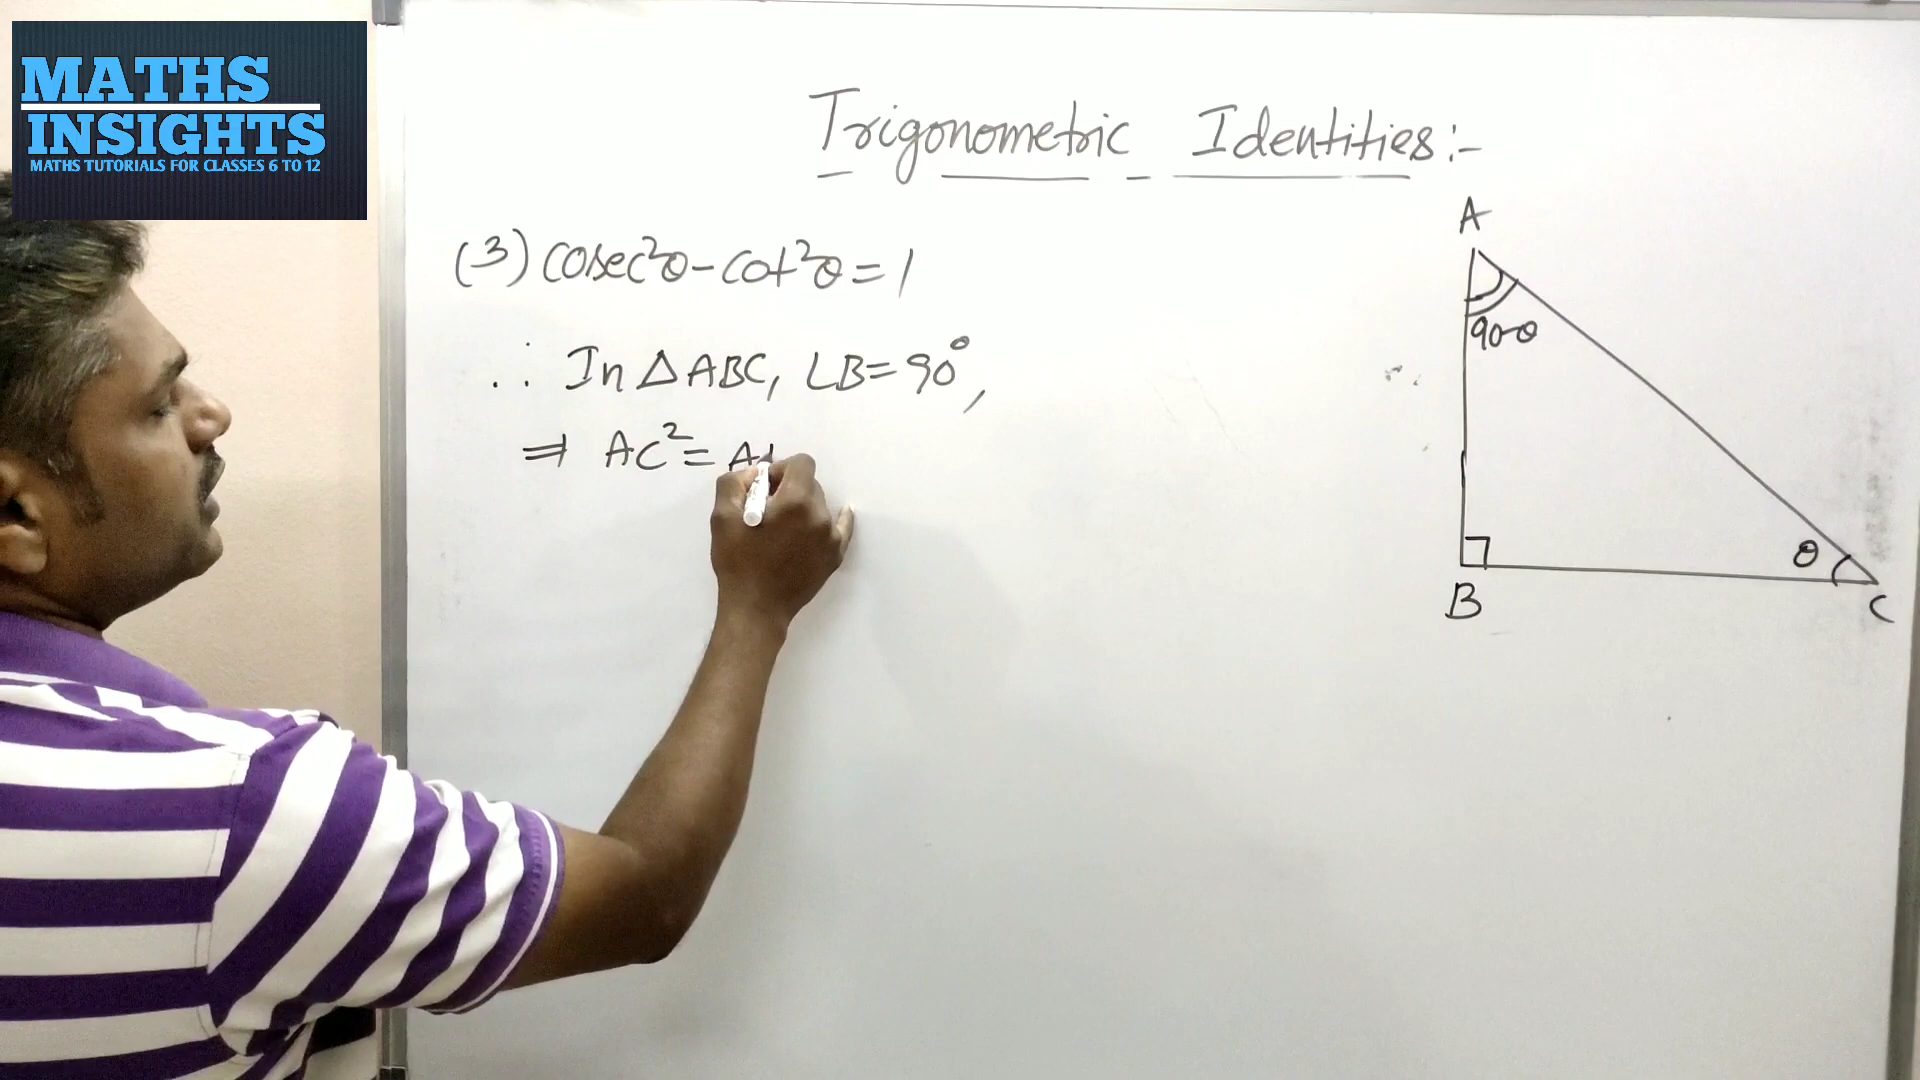 MATHS
INSIGHTS
MATHS TUTORIALS FOR CLASSES 6 TO 12
Trigonometric Identities:-
(3) cosec²θ - cot²θ = 1
∴ In △ABC, ∠B = 90°,
⇒ AC² = A
A
90-θ
θ
B
C